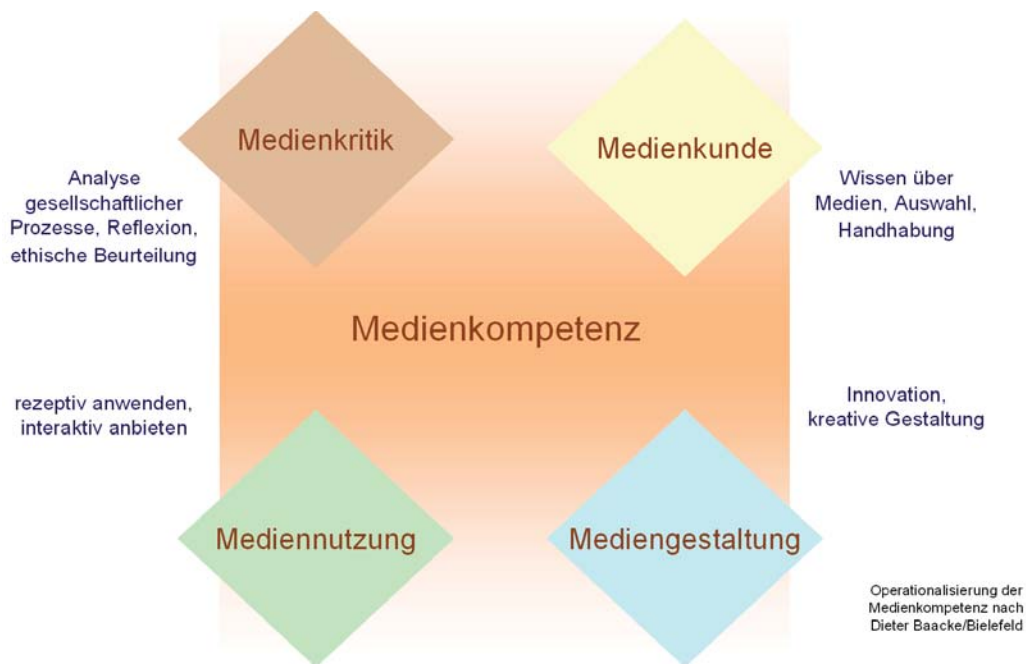 Medienkritik
Medienkunde
Analyse
gesellschaftlicher
Prozesse, Reflexion,
ethische Beurteilung
Wissen über
Medien, Auswahl,
Handhabung
Medienkompetenz
rezeptiv anwenden,
interaktiv anbieten
Innovation,
kreative Gestaltung
Mediennutzung
Mediengestaltung
Operationalisierung der
Medienkompetenz nach
Dieter Baacke/Bielefeld